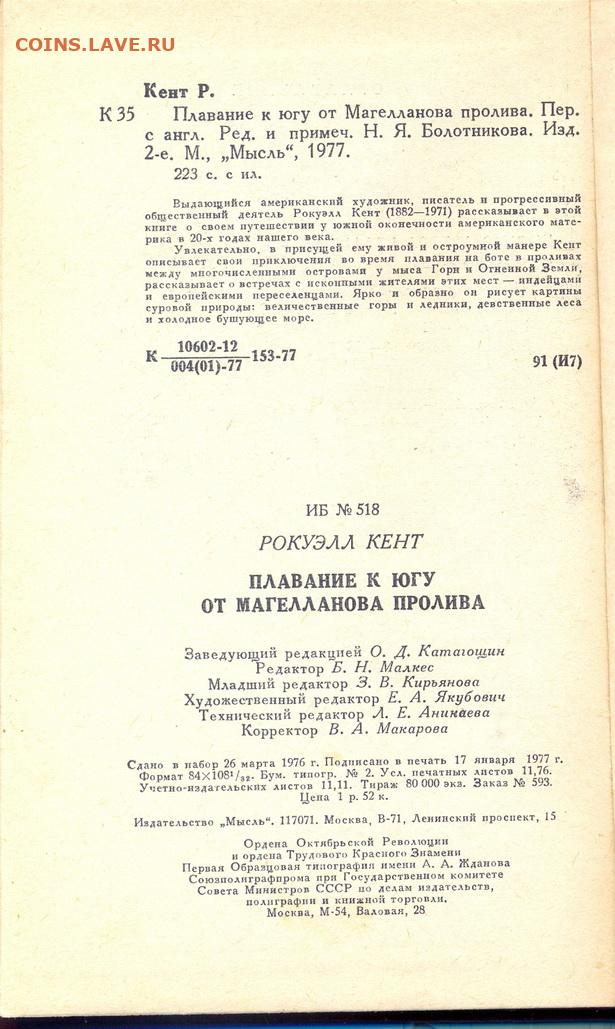 COINS.LAVE.RU
Кент Р.
К 35 Плавание к югу от Магелланова пролива. Пер.
с англ. Ред. и примеч. Н. Я. Болотникова. Изд.
2-е. М., „Мысль“, 1977.
223 с. с ил.
Выдающийся американский художник, писатель и прогрессивный
общественный деятель Рокуэлл Кент (1882—1971) рассказывает в этой
книге о своем путешествии у южной оконечности американского мате-
рика в 20-х годах нашего века.
Увлекательно, в присущей ему живой и остроумной манере Кент
описывает свои приключения во время плавания на боте в проливах
между многочисленными островами у мыса Горн и Огненной Земли,
рассказывает о встречах с исконными жителями этих мест — индейцами
и европейскими переселенцами. Ярко и образно он рисует картины
суровой природы: величественные горы и ледники, девственные леса
и холодное бушующее море.
К 10602-12/004(01)-77 153-77 91 (И7)
ИБ № 518
РОКУЭЛЛ КЕНТ
ПЛАВАНИЕ К ЮГУ
ОТ МАГЕЛЛАНОВА ПРОЛИВА
Заведующий редакцией О. Д. Катагощин
Редактор Б. Н. Малкес
Младший редактор З. В. Кирьянова
Художественный редактор Е. А. Якубович
Технический редактор Л. Е. Анинаева
Корректор В. А. Макарова
Сдано в набор 26 марта 1976 г. Подписано в печать 17 января 1977 г.
Формат 84×108¹/₃₂. Бум. типогр. № 2. Усл. печатных листов 11,76.
Учетно-издательских листов 11,11. Тираж 80 000 экз. Заказ № 593.
Цена 1 р. 52 к.
Издательство „Мысль“. 117071. Москва, В-71, Ленинский проспект, 15
Ордена Октябрьской Революции
и ордена Трудового Красного Знамени
Первая Образцовая типография имени А. А. Жданова
Союзполиграфпрома при Государственном комитете
Совета Министров СССР по делам издательств,
полиграфии и книжной торговли.
Москва, М-54, Валовая, 28